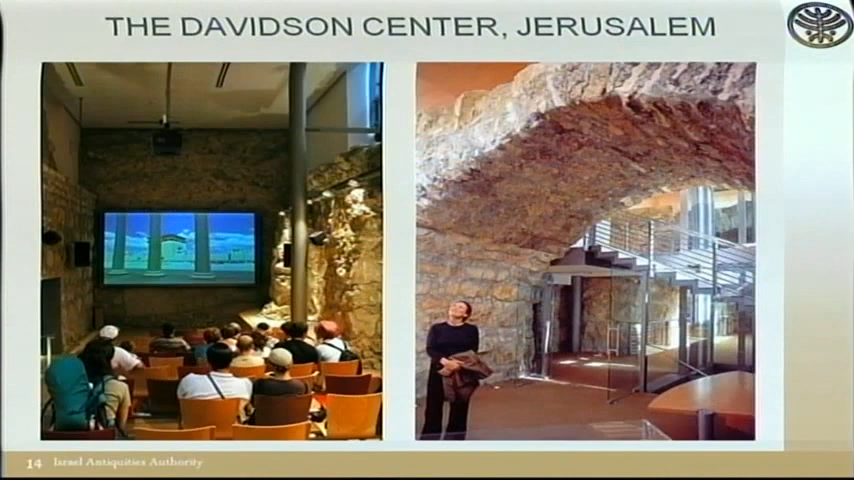 THE DAVIDSON CENTER, JERUSALEM
14 Israel Antiquities Authority